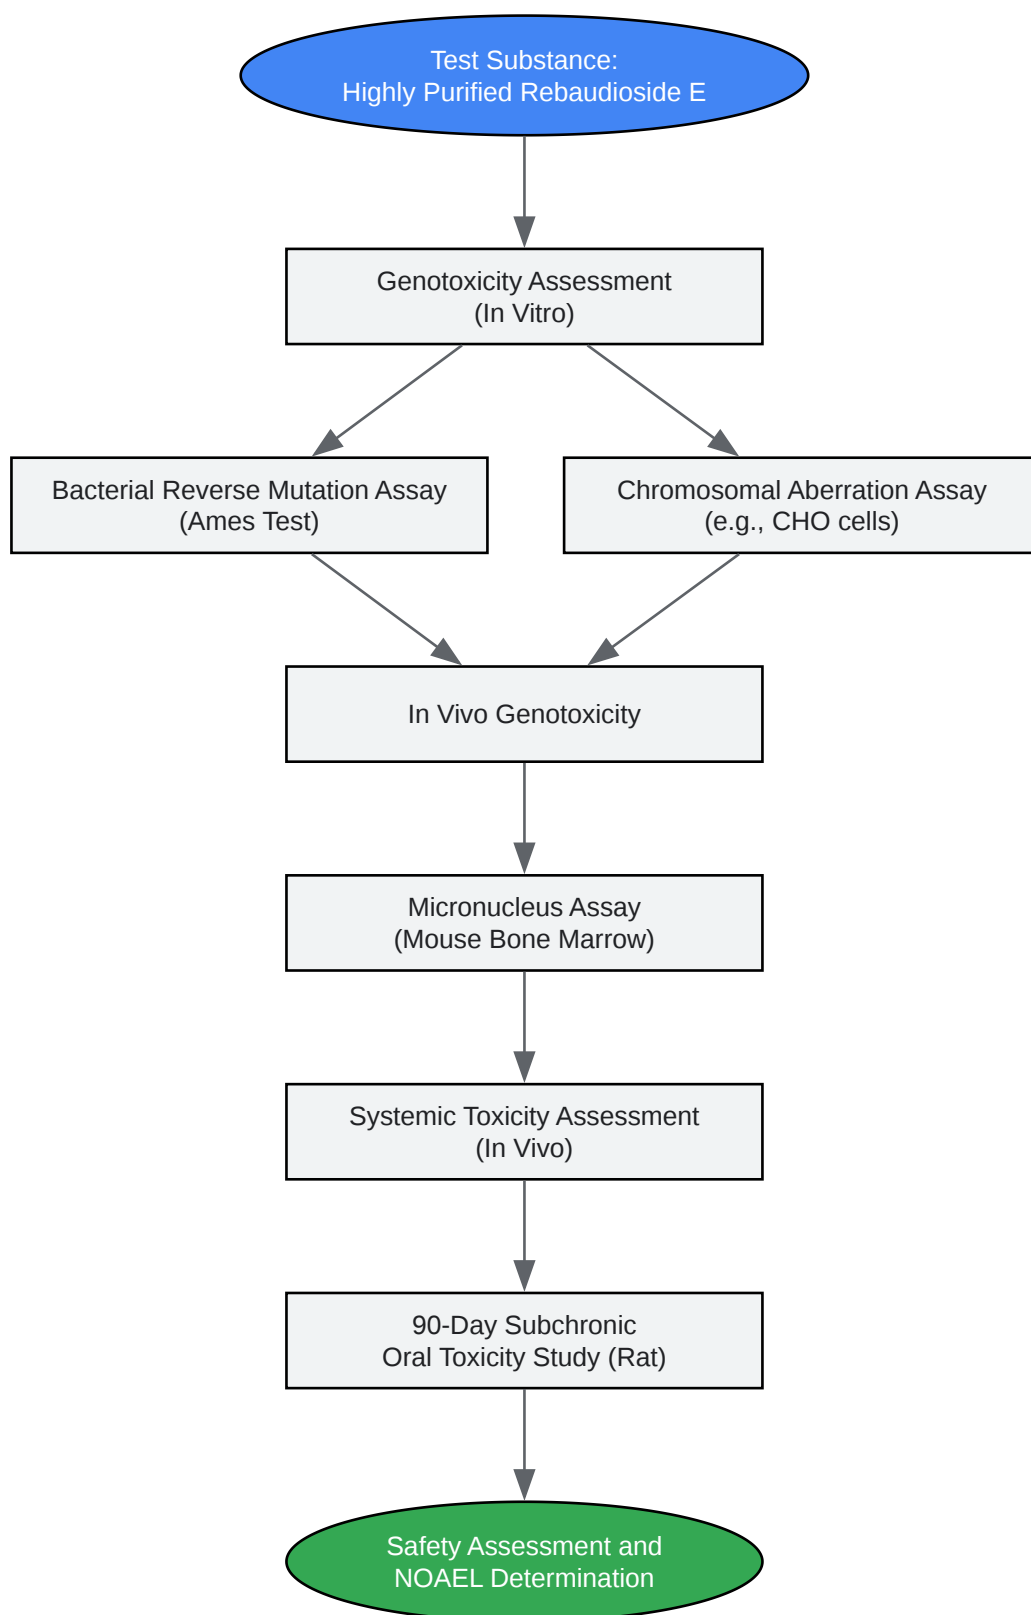 Test Substance:
Highly Purified Rebaudioside E
Genotoxicity Assessment
(In Vitro)
Bacterial Reverse Mutation Assay
(Ames Test)
Chromosomal Aberration Assay
(e.g., CHO cells)
In Vivo Genotoxicity
Micronucleus Assay
(Mouse Bone Marrow)
Systemic Toxicity Assessment
(In Vivo)
90-Day Subchronic
Oral Toxicity Study (Rat)
Safety Assessment and
NOAEL Determination